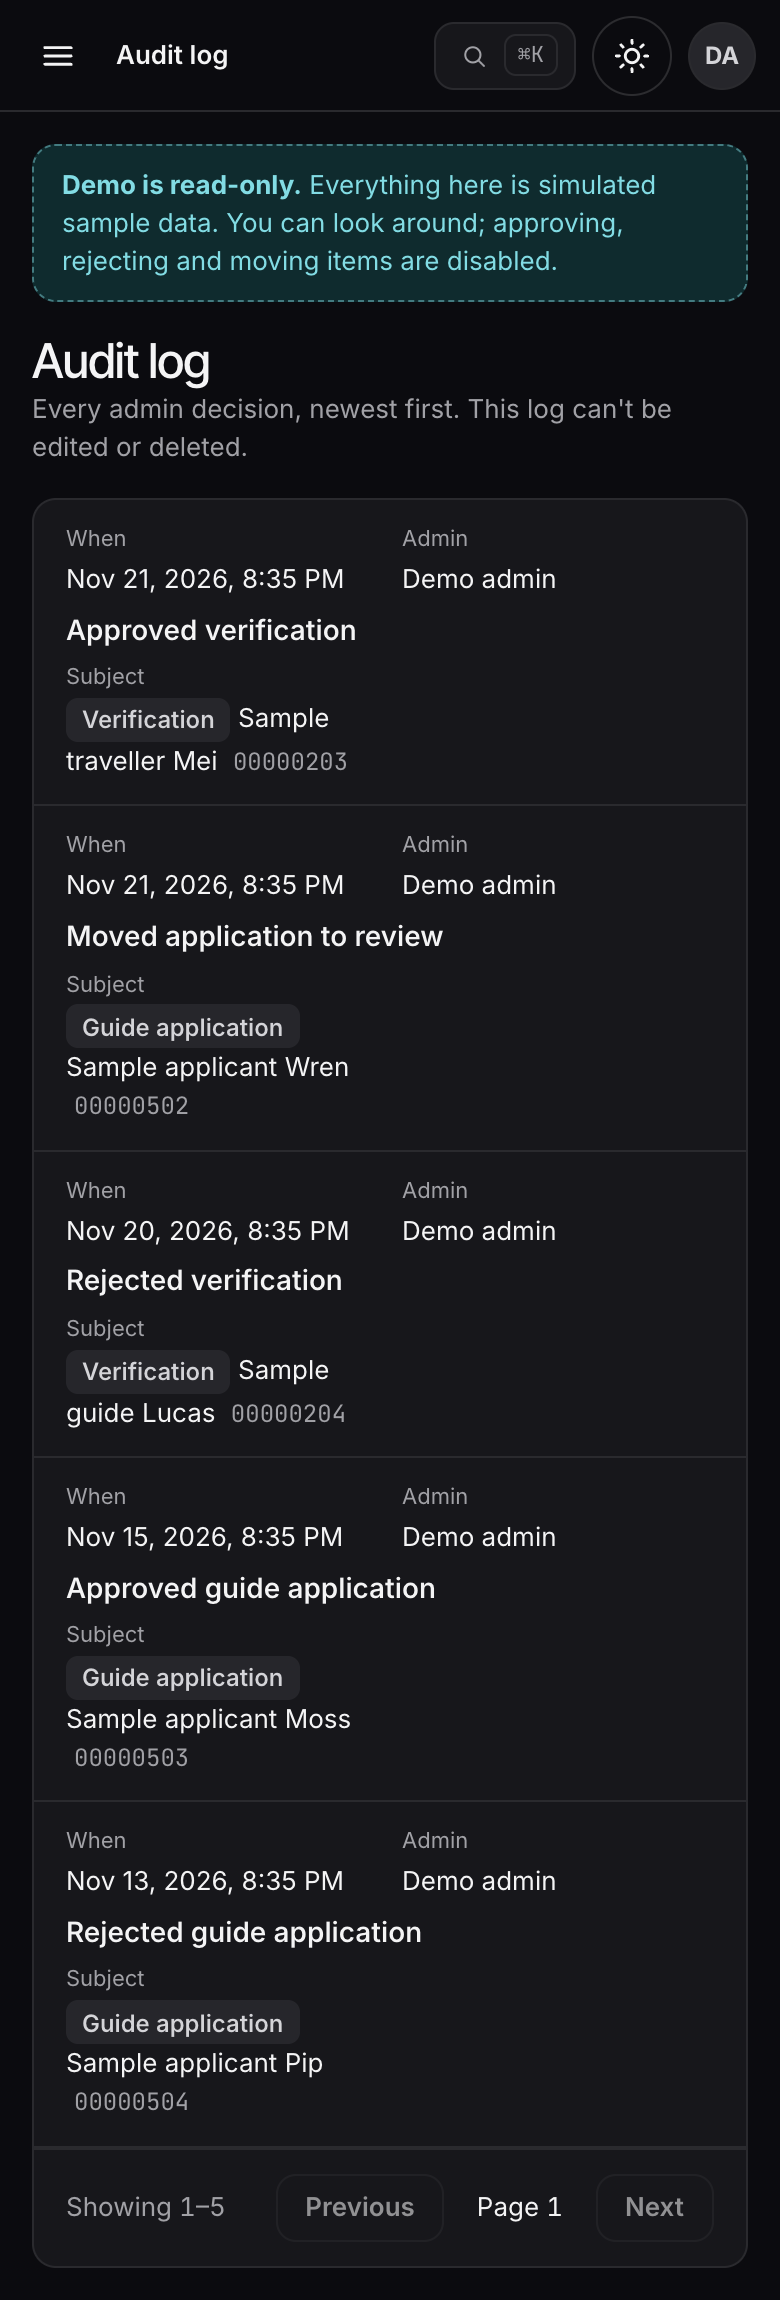 Audit log
⌘K
DA
Demo is read-only. Everything here is simulated
sample data. You can look around; approving,
rejecting and moving items are disabled.
Audit log
Every admin decision, newest first. This log can't be
edited or deleted.
When Admin
Nov 21, 2026, 8:35 PM Demo admin
Approved verification
Subject
Verification Sample
traveller Mei 00000203
When Admin
Nov 21, 2026, 8:35 PM Demo admin
Moved application to review
Subject
Guide application
Sample applicant Wren
00000502
When Admin
Nov 20, 2026, 8:35 PM Demo admin
Rejected verification
Subject
Verification Sample
guide Lucas 00000204
When Admin
Nov 15, 2026, 8:35 PM Demo admin
Approved guide application
Subject
Guide application
Sample applicant Moss
00000503
When Admin
Nov 13, 2026, 8:35 PM Demo admin
Rejected guide application
Subject
Guide application
Sample applicant Pip
00000504
Showing 1–5 Previous Page 1 Next